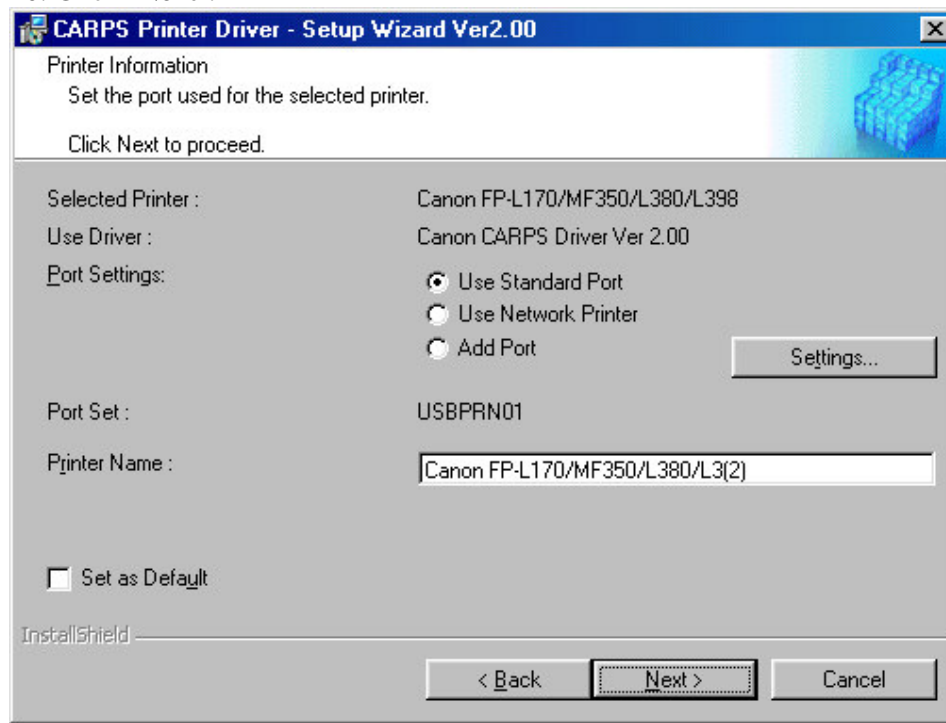 CARPS Printer Driver - Setup Wizard Ver2.00
Printer Information
Set the port used for the selected printer.
Click Next to proceed.
Selected Printer : Canon FP-L170/MF350/L380/L398
Use Driver : Canon CARPS Driver Ver 2.00
Port Settings: Use Standard Port
Use Network Printer
Add Port Settings...
Port Set : USBPRN01
Printer Name : Canon FP-L170/MF350/L380/L3(2)
Set as Default
InstallShield
< Back Next > Cancel